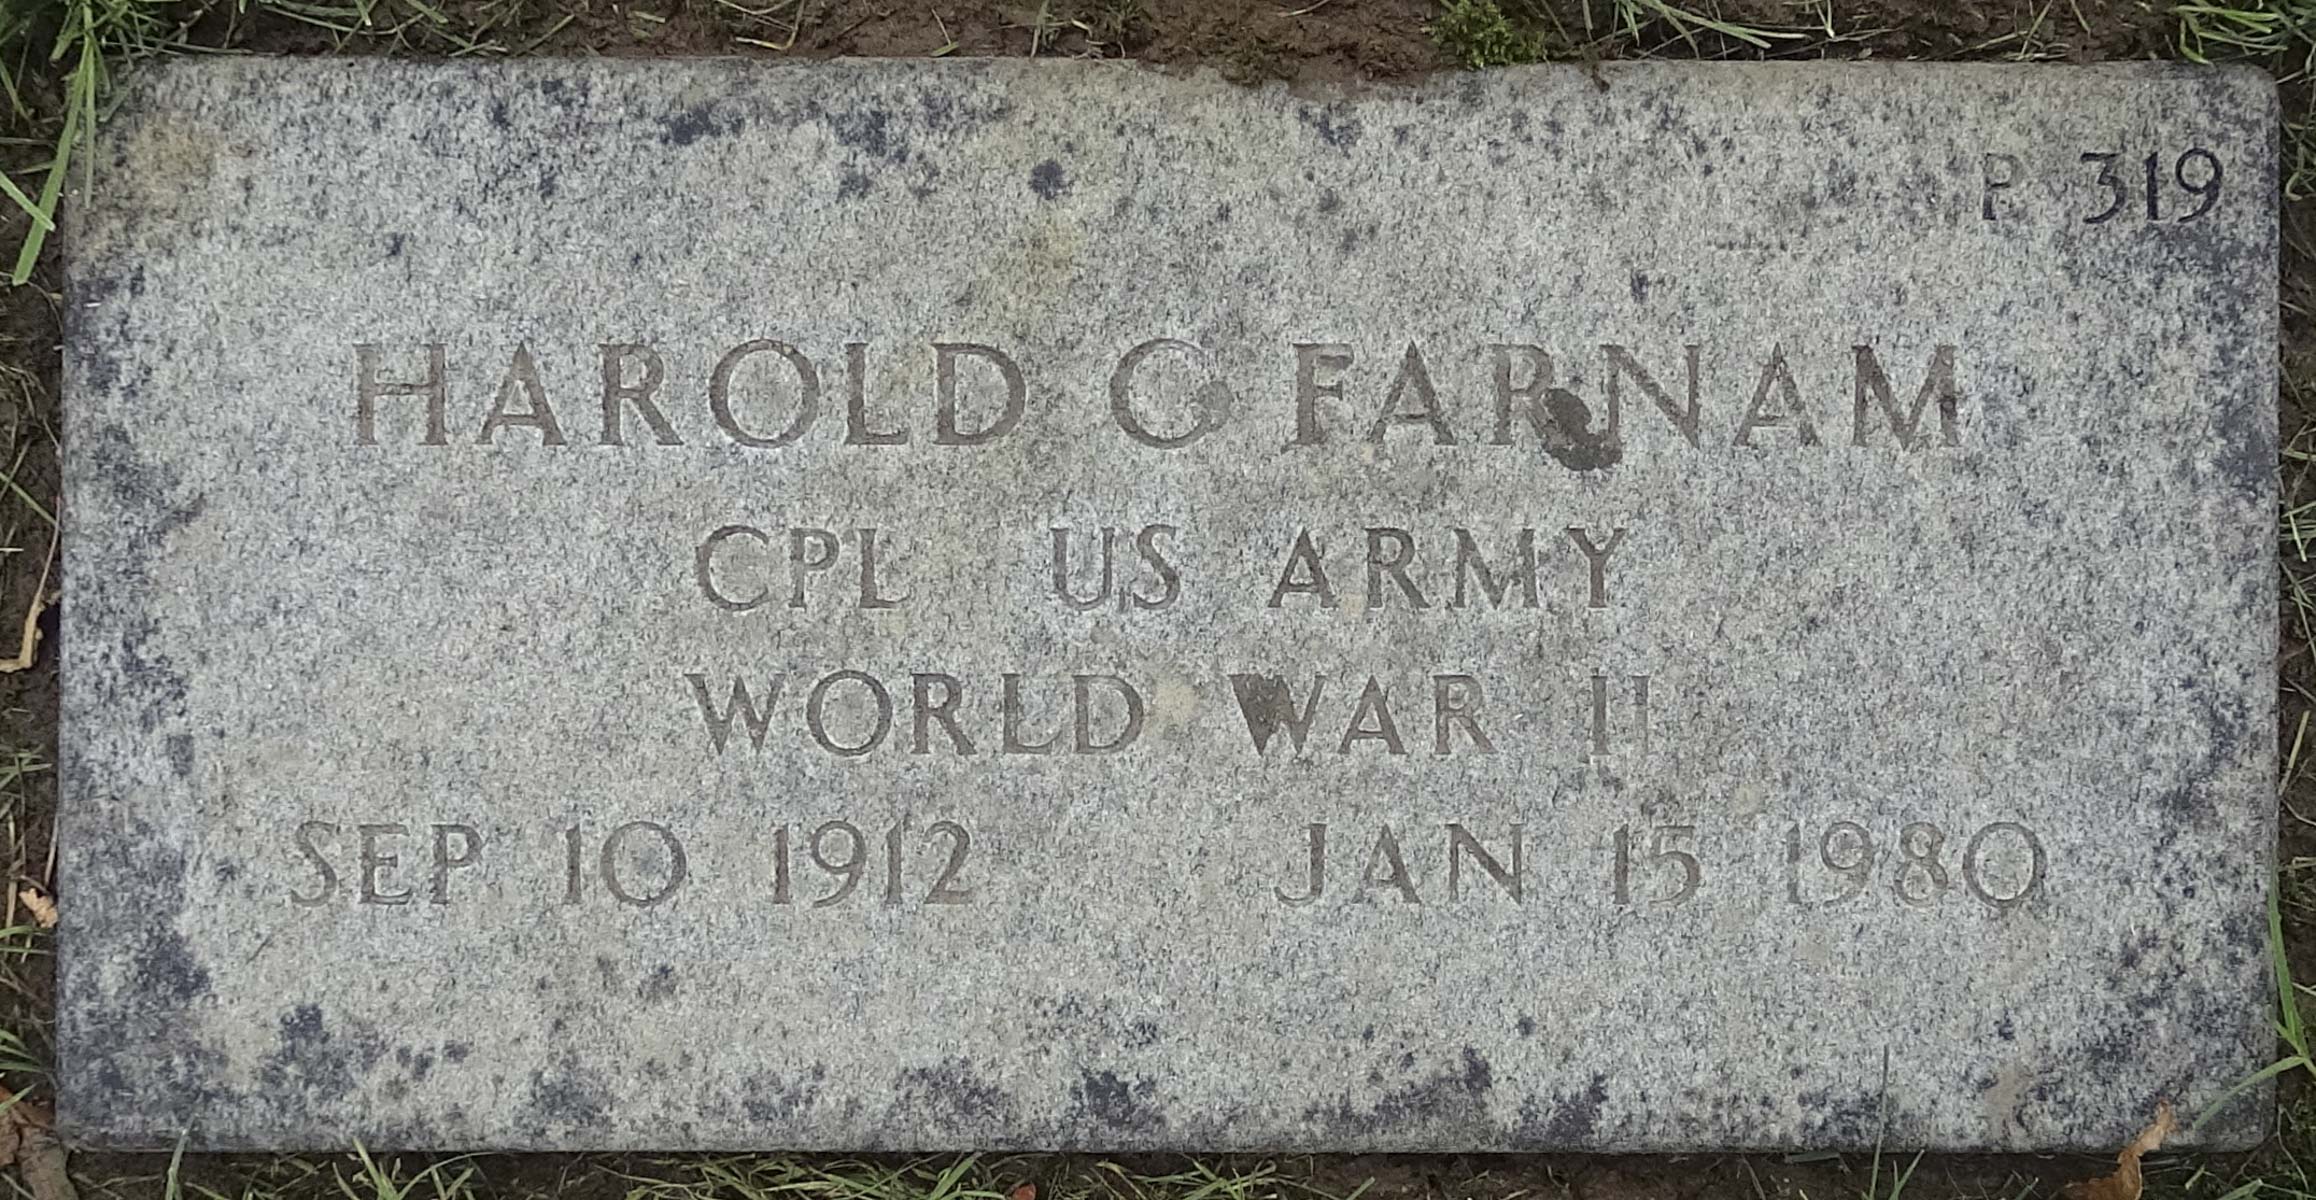 P 319
HAROLD C FARNAM
CPL US ARMY
WORLD WAR II
SEP 10 1912 JAN 15 1980